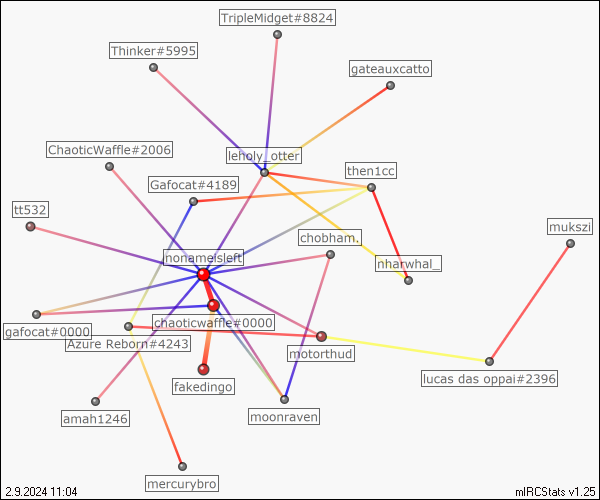 TripleMidget#8824
Thinker#5995
gateauxcatto
ChaoticWaffle#2006
leholy_otter
then1cc
Gafocat#4189
tt532
mukszi
chobham.
nonameisleft
nharwhal_
chaoticwaffle#0000
gafocat#0000
Azure Reborn#4243
motorthud
lucas das oppai#2396
fakedingo
amah1246
moonraven
mercurybro
2.9.2024 11:04
mIRCStats v1.25